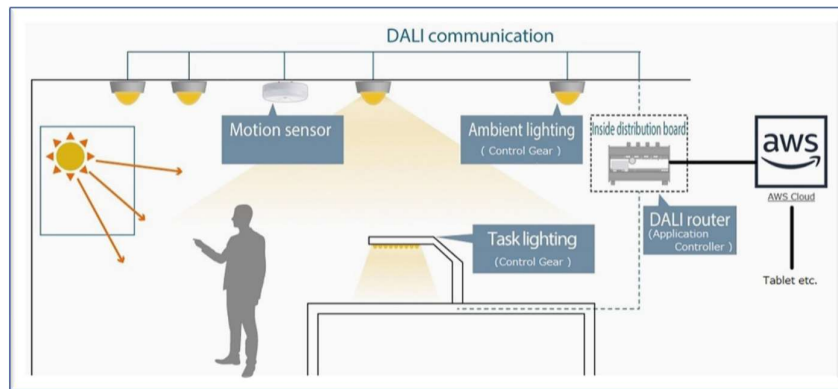 DALI communication
Motion sensor
Ambient lighting
( Control Gear )
Inside distribution board
aws
AWS Cloud
DALI router
(Application
Controller )
Task lighting
(Control Gear )
Tablet etc.